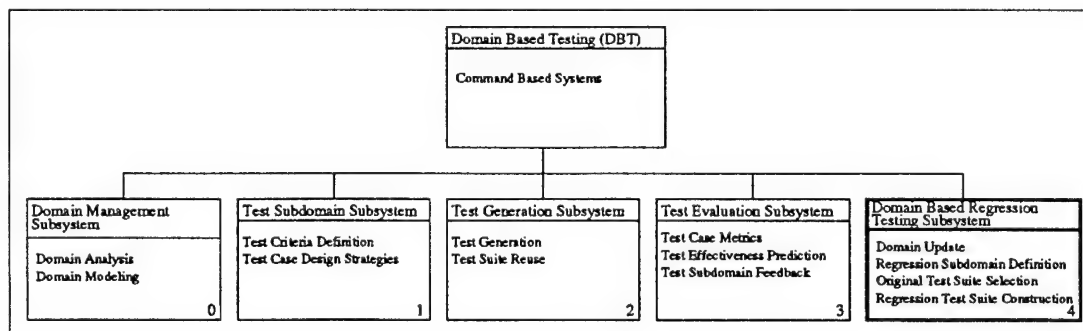 Domain Based Testing (DBT)
Command Based Systems
Domain Management
Subsystem
Domain Analysis
Domain Modeling
0
Test Subdomain Subsystem
Test Criteria Definition
Test Case Design Strategies
1
Test Generation Subsystem
Test Generation
Test Suite Reuse
2
Test Evaluation Subsystem
Test Case Metrics
Test Effectiveness Prediction
Test Subdomain Feedback
3
Domain Based Regression
Testing Subsystem
Domain Update
Regression Subdomain Definition
Original Test Suite Selection
Regression Test Suite Construction
4